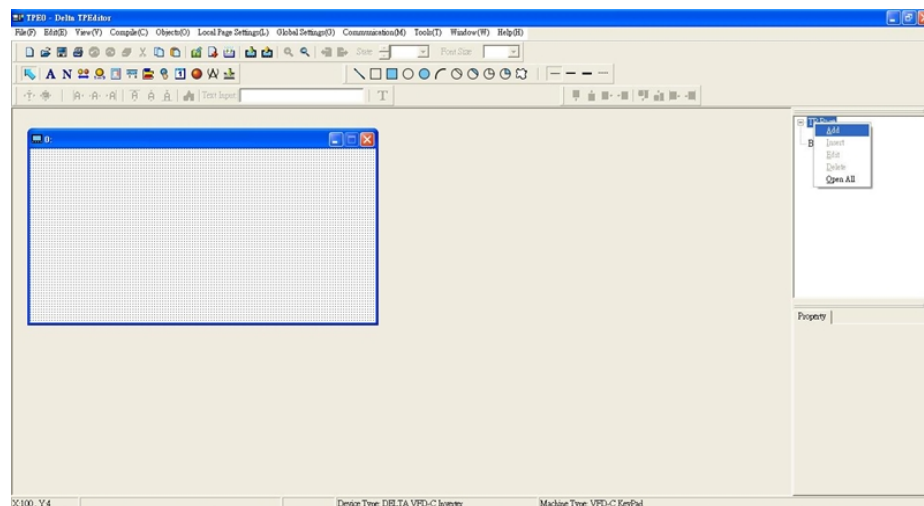 TPE0 - Delta TPEditor
File(F) Edit(E) View(V) Compile(C) Objects(O) Local Page Settings(L) Global Settings(G) Communication(M) Tools(T) Window(W) Help(H)
Size Font Size
A N
Text Input T
0:
Add
Insert
Edit
Delete
Open All
B
Property
X:100, Y:4 Device Type: DELTA VFD-C Inverter Machine Type: VFD-C KeyPad